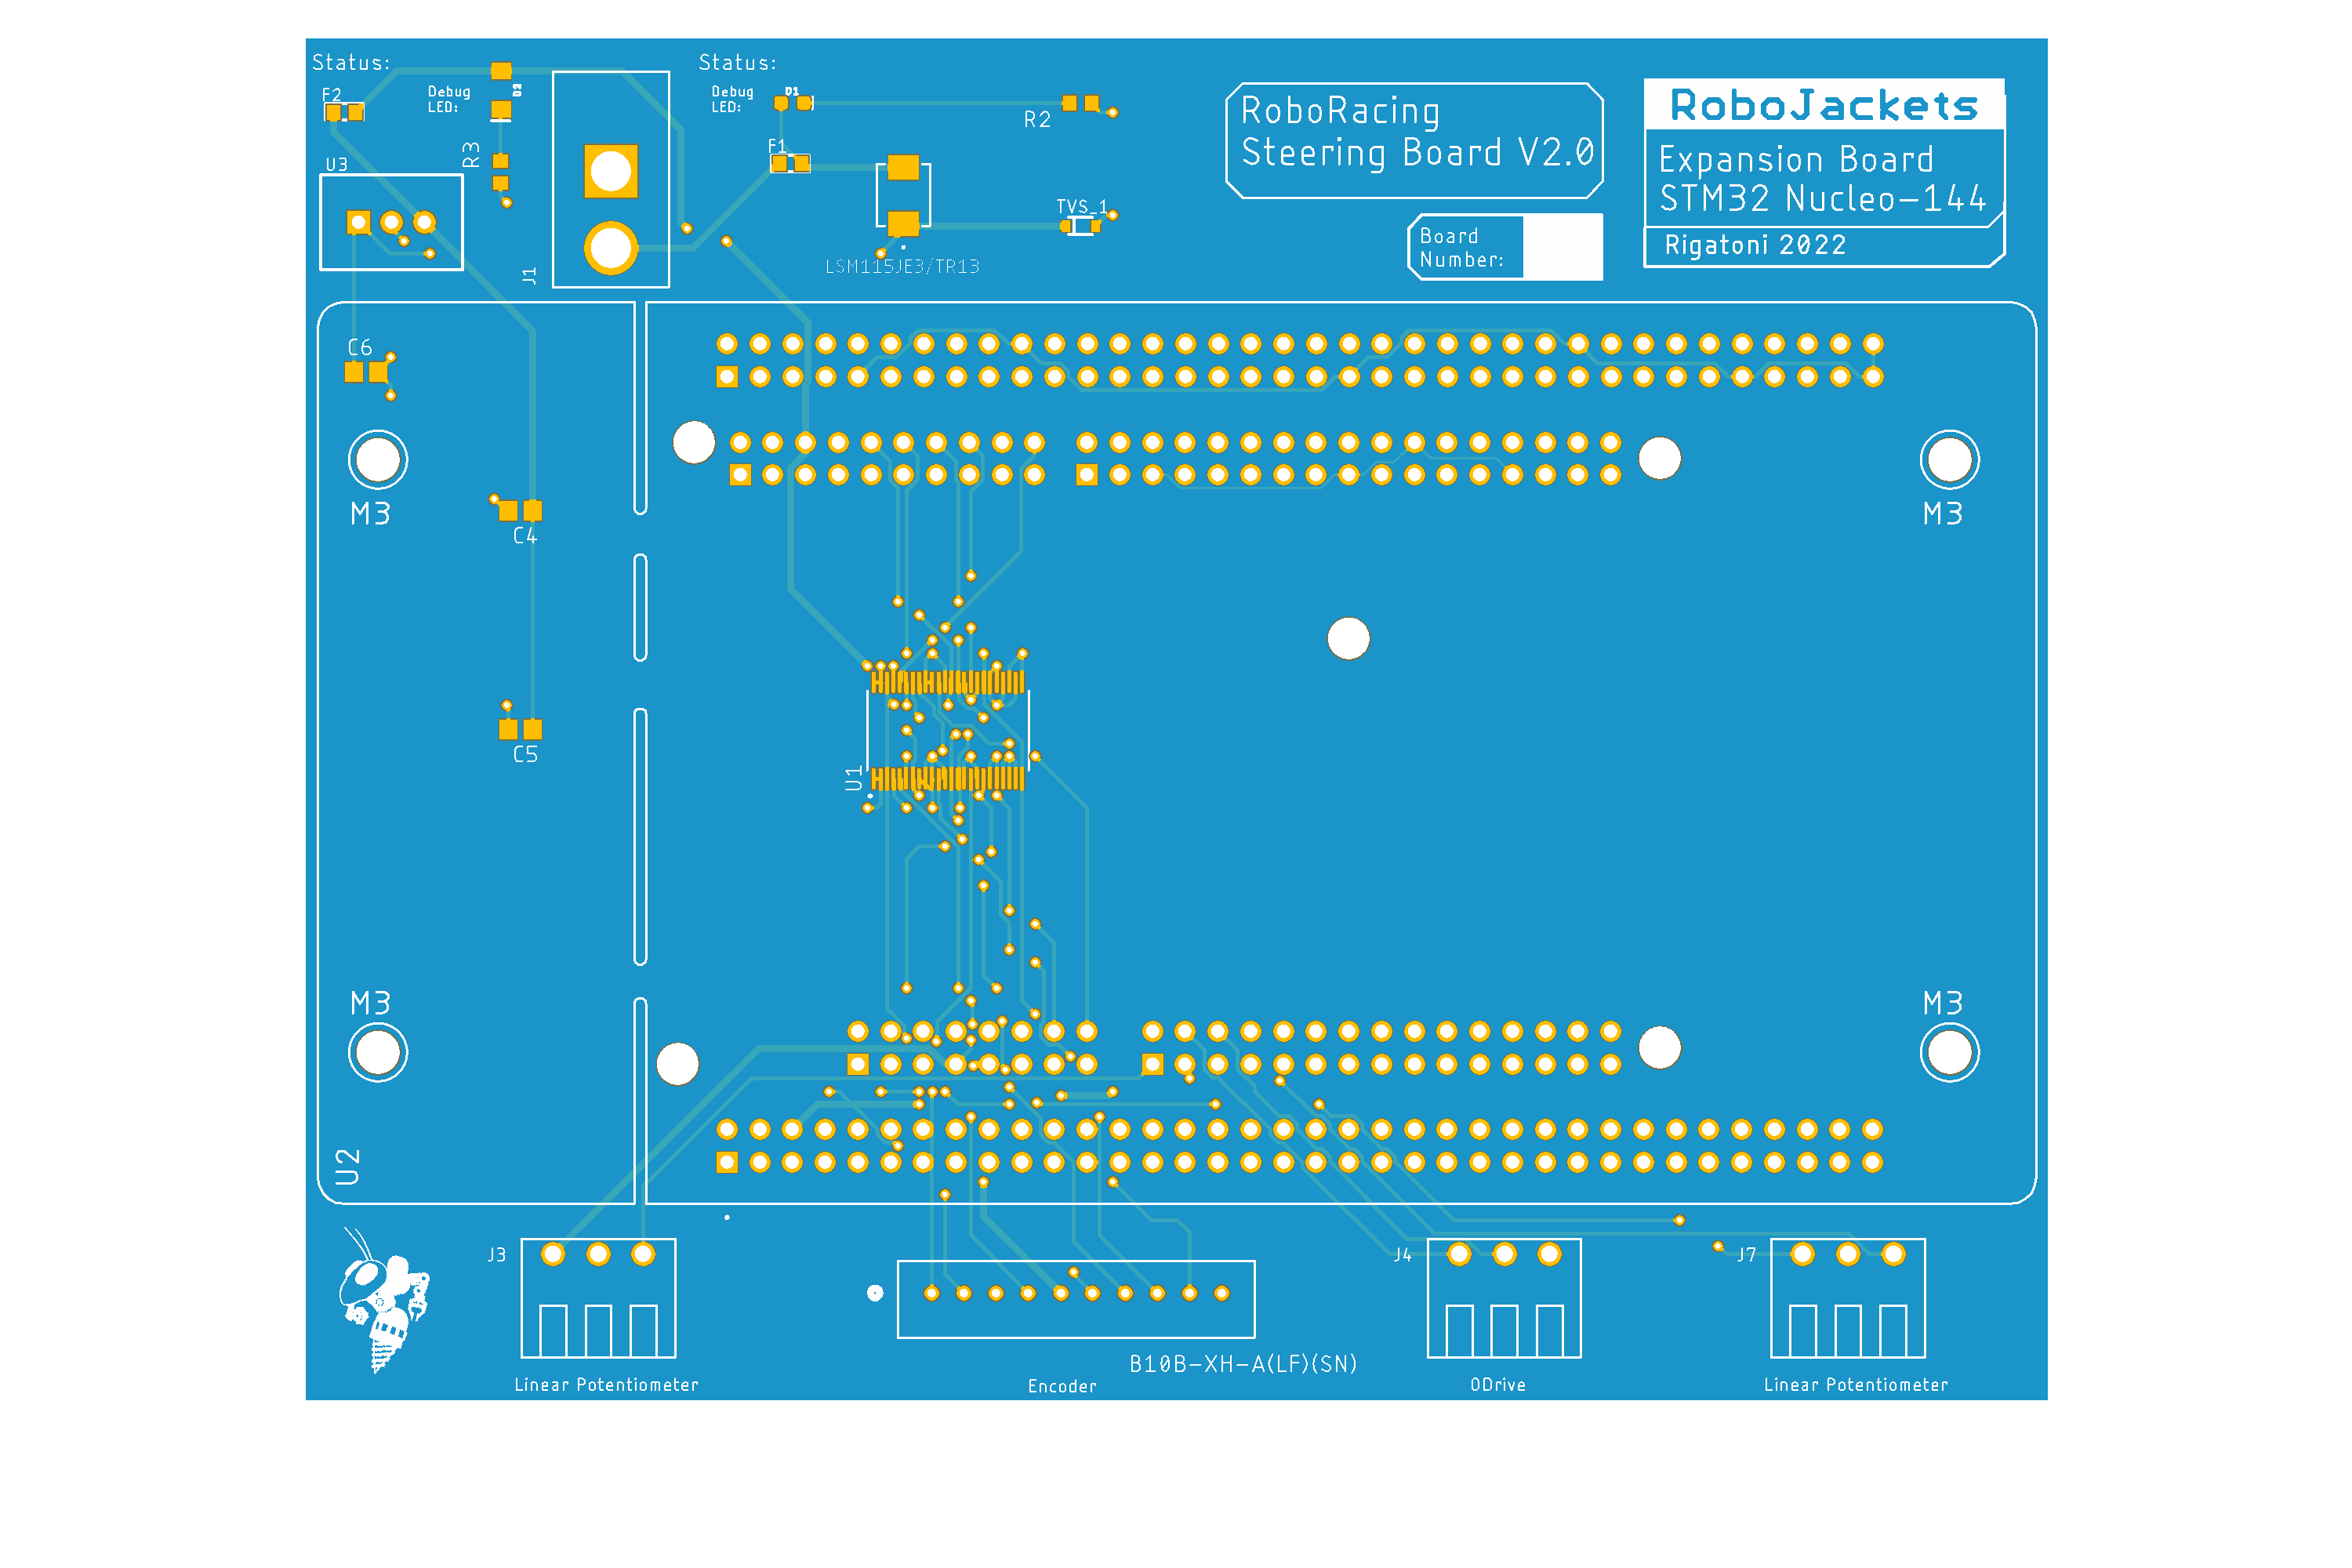 Status:
Status:
F2
Debug
LED:
D2
Debug
LED:
D1
R2
RoboRacing
Steering Board V2.0
RoboJackets
Expansion Board
STM32 Nucleo-144
Rigatoni 2022
Board
Number:
U3
R3
F1
TVS_1
J1
LSM115JE3/TR13
C6
M3
C4
M3
C5
U1
M3
M3
U2
J3
J4
J7
B10B-XH-A(LF)(SN)
Linear Potentiometer
Encoder
ODrive
Linear Potentiometer